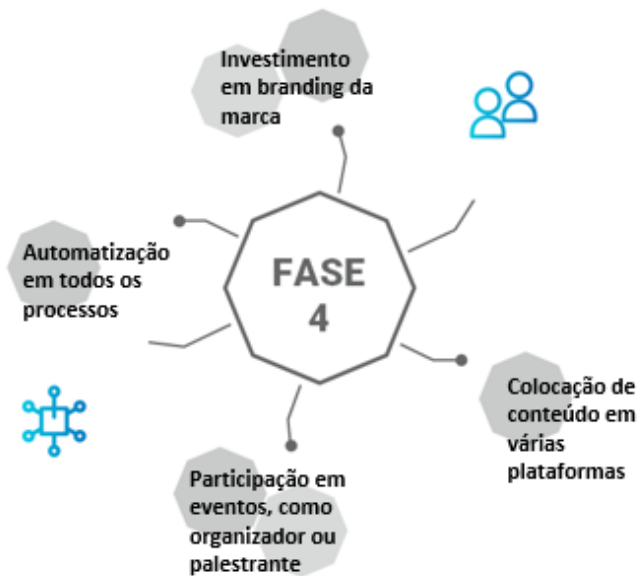 Investimento
em branding da
marca
Automatização
em todos os
processos
FASE
4
Colocação de
conteúdo em
várias
plataformas
Participação em
eventos, como
organizador ou
palestrante